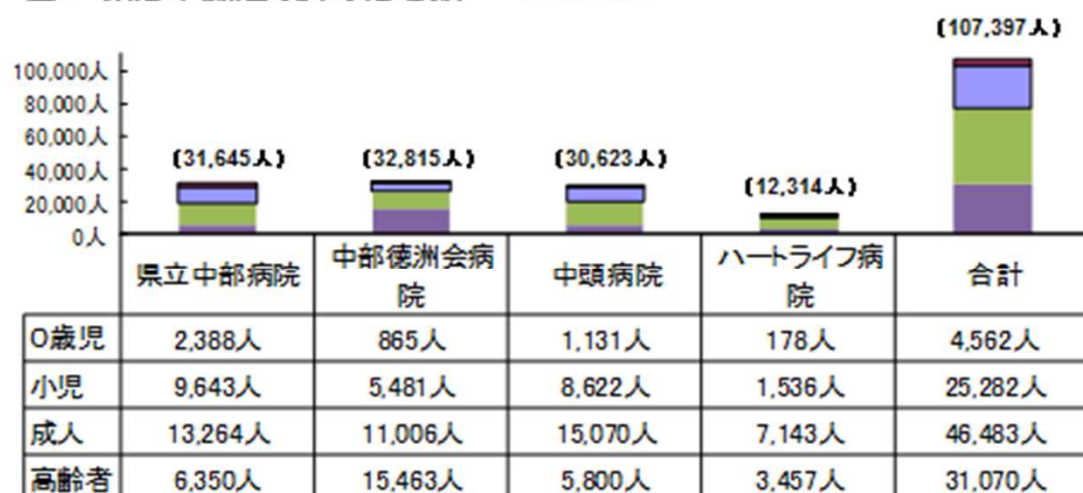 (107,397人)
100,000人
80,000人
60,000人
40,000人
20,000人
0人
(31,645人) (32,815人) (30,623人) (12,314人)
県立中部病院 中部徳洲会病院 中頭病院 ハートライフ病院 合計
0歳児 2,388人 865人 1,131人 178人 4,562人
小児 9,643人 5,481人 8,622人 1,536人 25,282人
成人 13,264人 11,006人 15,070人 7,143人 46,483人
高齢者 6,350人 15,463人 5,800人 3,457人 31,070人